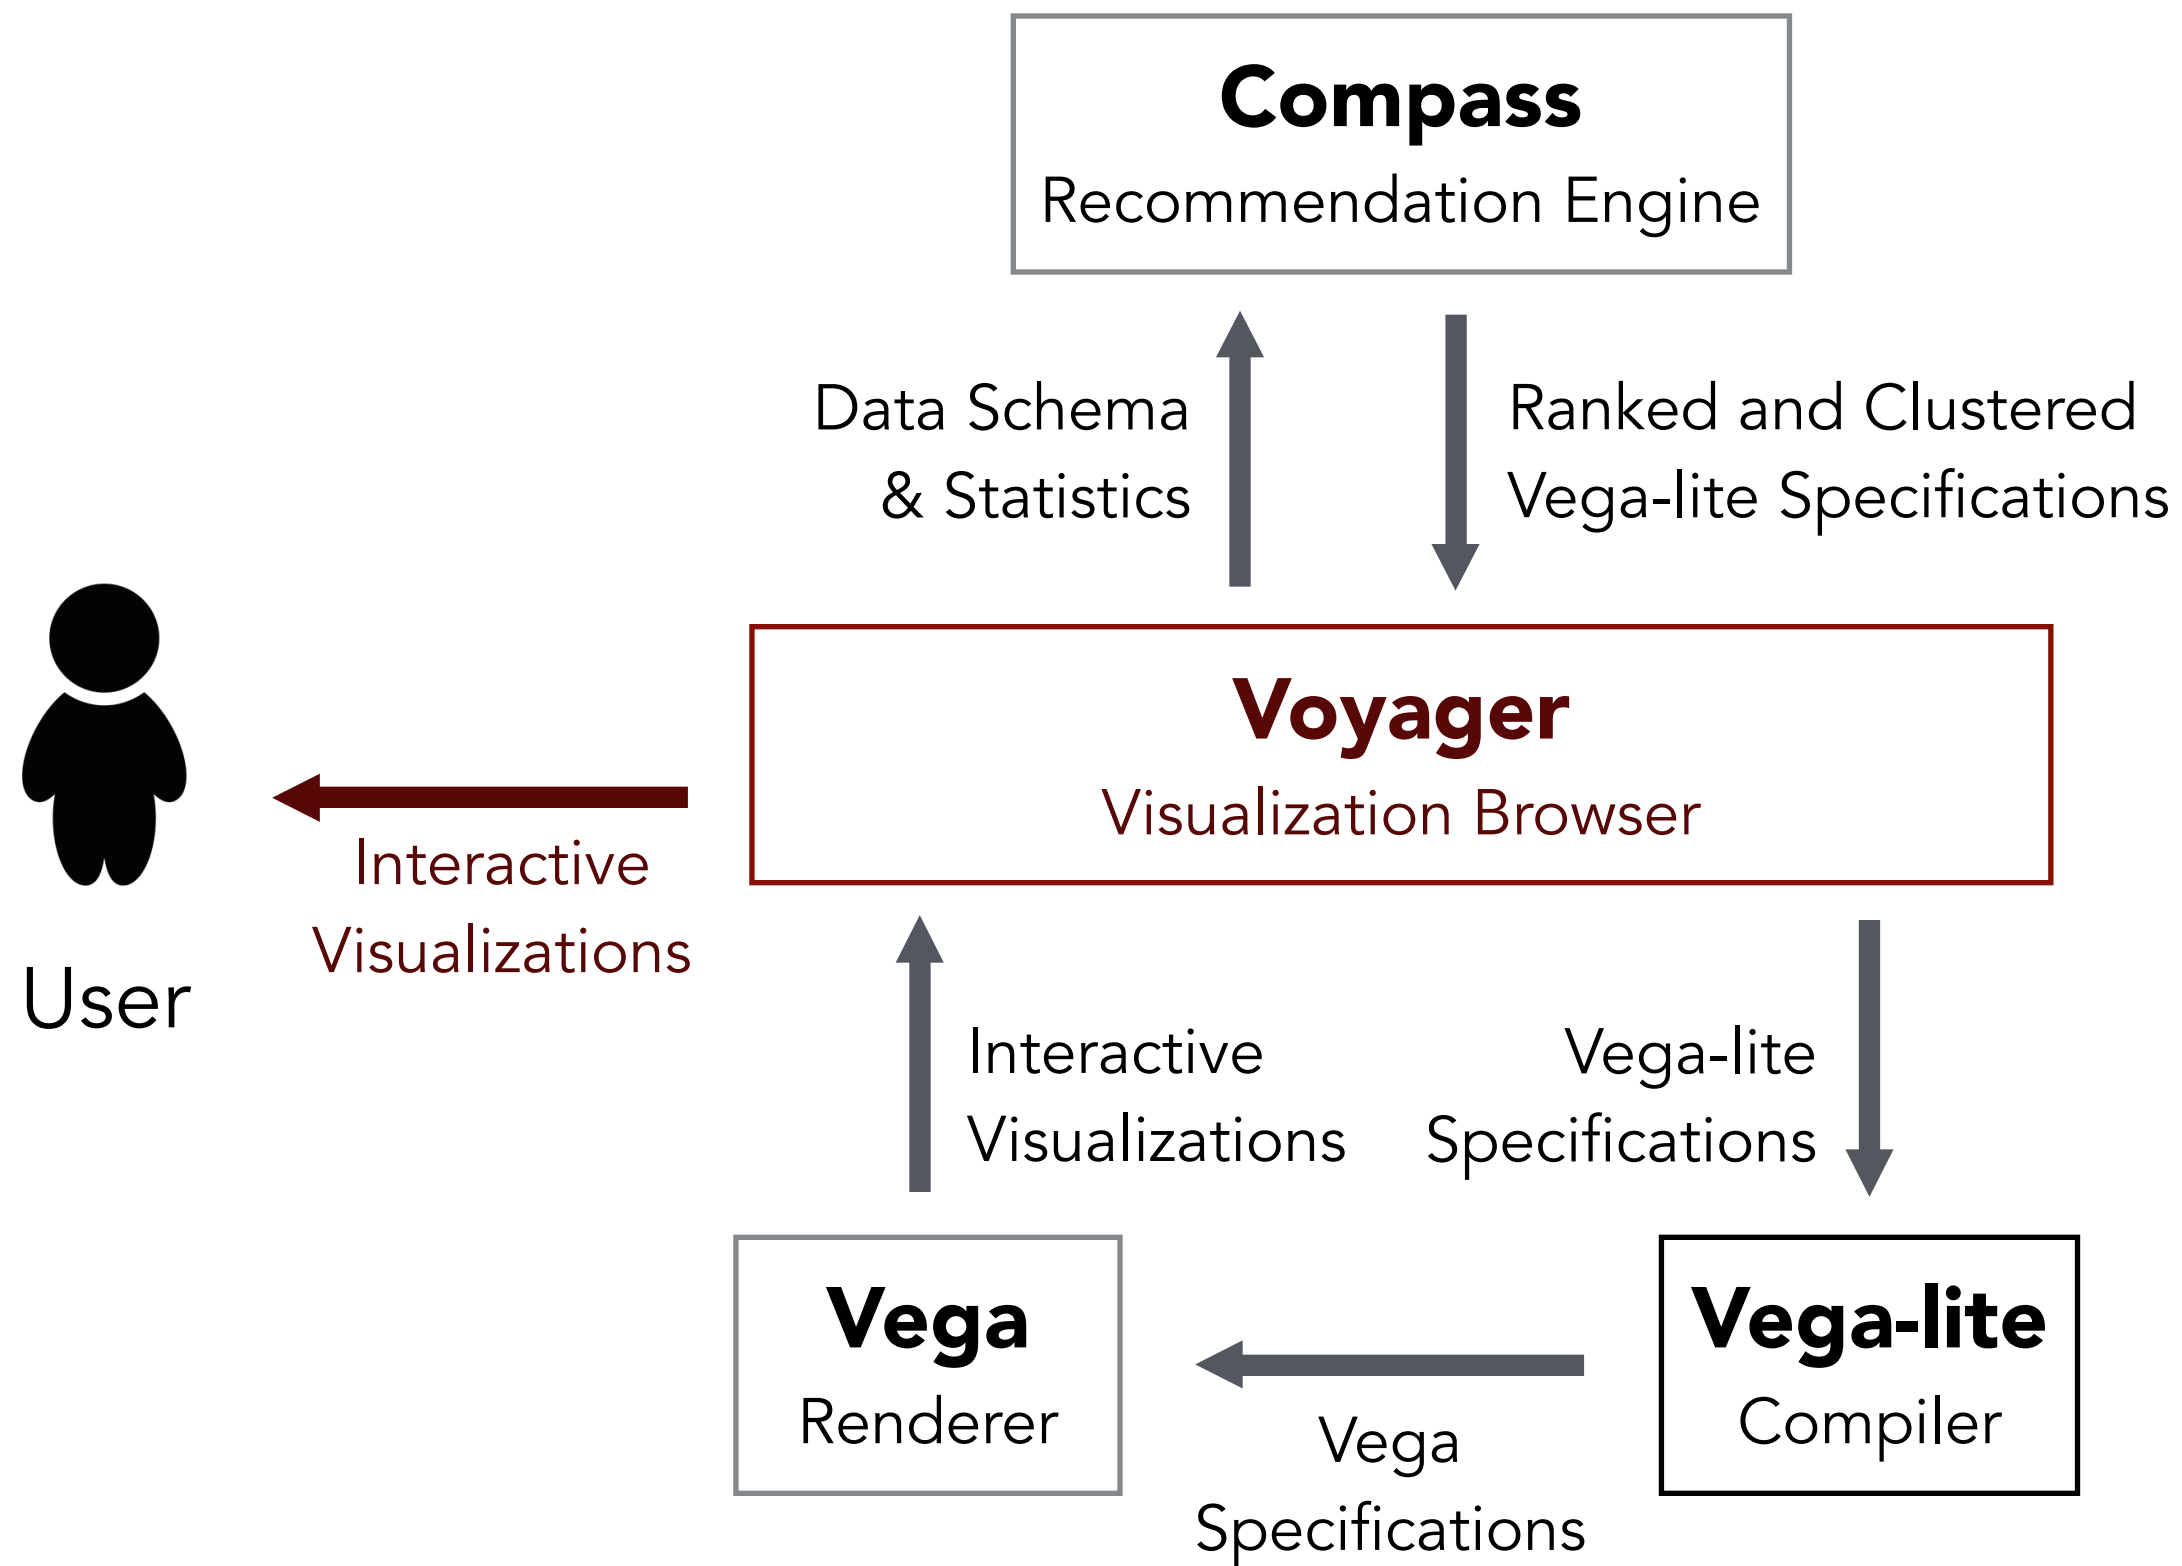 Compass
Recommendation Engine
Data Schema
& Statistics
Ranked and Clustered
Vega-lite Specifications
Voyager
Visualization Browser
Interactive
Visualizations
User
Interactive
Visualizations
Vega-lite
Specifications
Vega
Renderer
Vega
Specifications
Vega-lite
Compiler